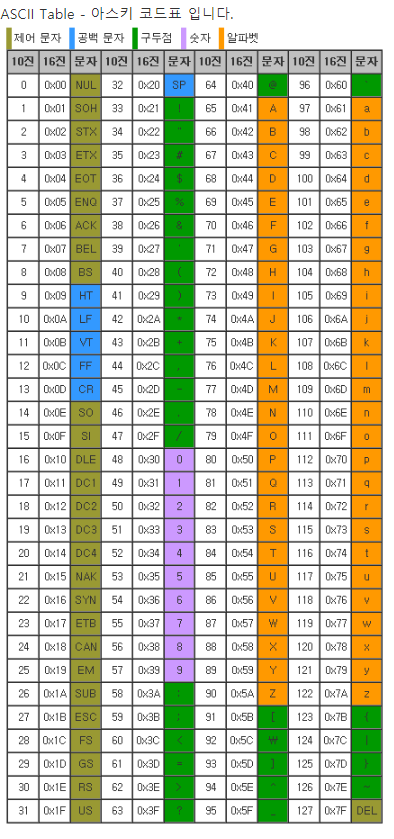 ASCII Table - 아스키 코드표 입니다.
제어 문자 공백 문자 구두점 숫자 알파벳
10진 16진 문자 10진 16진 문자 10진 16진 문자 10진 16진 문자
0 0x00 NUL 32 0x20 SP 64 0x40 @ 96 0x60 `
1 0x01 SOH 33 0x21 ! 65 0x41 A 97 0x61 a
2 0x02 STX 34 0x22 " 66 0x42 B 98 0x62 b
3 0x03 ETX 35 0x23 # 67 0x43 C 99 0x63 c
4 0x04 EOT 36 0x24 $ 68 0x44 D 100 0x64 d
5 0x05 ENQ 37 0x25 % 69 0x45 E 101 0x65 e
6 0x06 ACK 38 0x26 & 70 0x46 F 102 0x66 f
7 0x07 BEL 39 0x27 ' 71 0x47 G 103 0x67 g
8 0x08 BS 40 0x28 ( 72 0x48 H 104 0x68 h
9 0x09 HT 41 0x29 ) 73 0x49 I 105 0x69 i
10 0x0A LF 42 0x2A * 74 0x4A J 106 0x6A j
11 0x0B VT 43 0x2B + 75 0x4B K 107 0x6B k
12 0x0C FF 44 0x2C , 76 0x4C L 108 0x6C l
13 0x0D CR 45 0x2D - 77 0x4D M 109 0x6D m
14 0x0E SO 46 0x2E . 78 0x4E N 110 0x6E n
15 0x0F SI 47 0x2F / 79 0x4F O 111 0x6F o
16 0x10 DLE 48 0x30 0 80 0x50 P 112 0x70 p
17 0x11 DC1 49 0x31 1 81 0x51 Q 113 0x71 q
18 0x12 DC2 50 0x32 2 82 0x52 R 114 0x72 r
19 0x13 DC3 51 0x33 3 83 0x53 S 115 0x73 s
20 0x14 DC4 52 0x34 4 84 0x54 T 116 0x74 t
21 0x15 NAK 53 0x35 5 85 0x55 U 117 0x75 u
22 0x16 SYN 54 0x36 6 86 0x56 V 118 0x76 v
23 0x17 ETB 55 0x37 7 87 0x57 W 119 0x77 w
24 0x18 CAN 56 0x38 8 88 0x58 X 120 0x78 x
25 0x19 EM 57 0x39 9 89 0x59 Y 121 0x79 y
26 0x1A SUB 58 0x3A : 90 0x5A Z 122 0x7A z
27 0x1B ESC 59 0x3B ; 91 0x5B [ 123 0x7B {
28 0x1C FS 60 0x3C < 92 0x5C ₩ 124 0x7C |
29 0x1D GS 61 0x3D = 93 0x5D ] 125 0x7D }
30 0x1E RS 62 0x3E > 94 0x5E ^ 126 0x7E ~
31 0x1F US 63 0x3F ? 95 0x5F _ 127 0x7F DEL